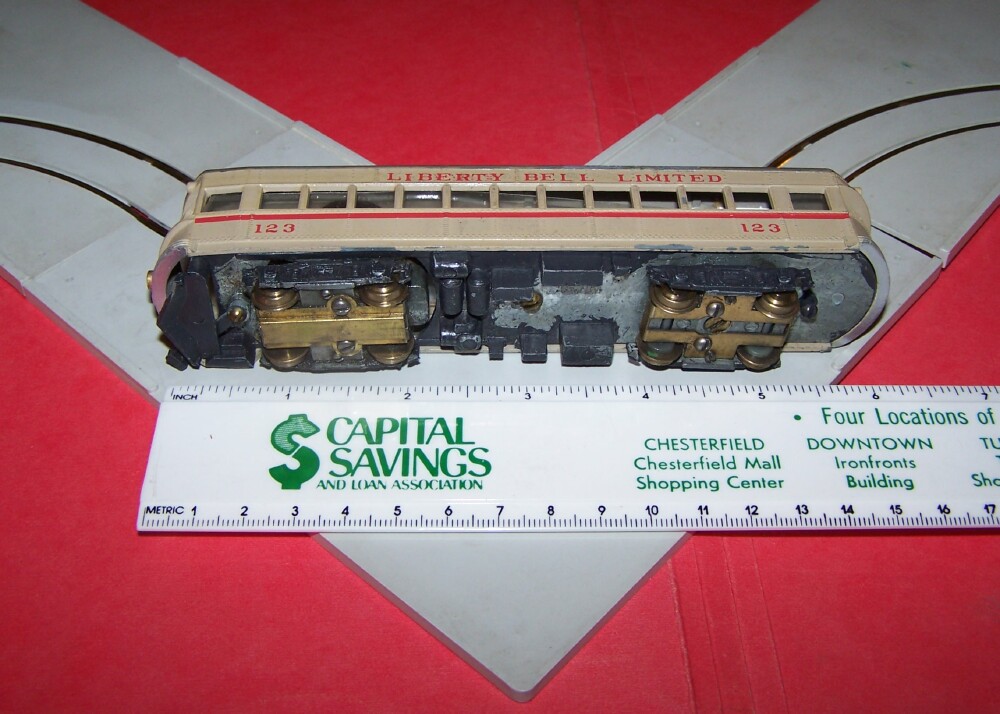 LIBERTY BELL LIMITED
123 123
INCH 1 2 3 4 5 6 7
CAPITAL
SAVINGS
AND LOAN ASSOCIATION
• Four Locations of
CHESTERFIELD
Chesterfield Mall
Shopping Center
DOWNTOWN
Ironfronts
Building
TU
T
Sho
METRIC 1 2 3 4 5 6 7 8 9 10 11 12 13 14 15 16 17